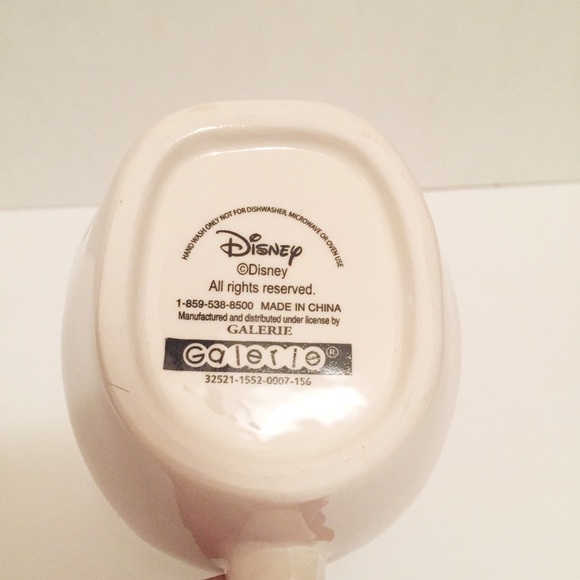 HAND WASH ONLY NOT FOR DISHWASHER, MICROWAVE OR OVEN USE
Disney
©Disney
All rights reserved.
1-859-538-8500 MADE IN CHINA
Manufactured and distributed under license by
GALERIE
Galerie®
32521-1552-0007-156